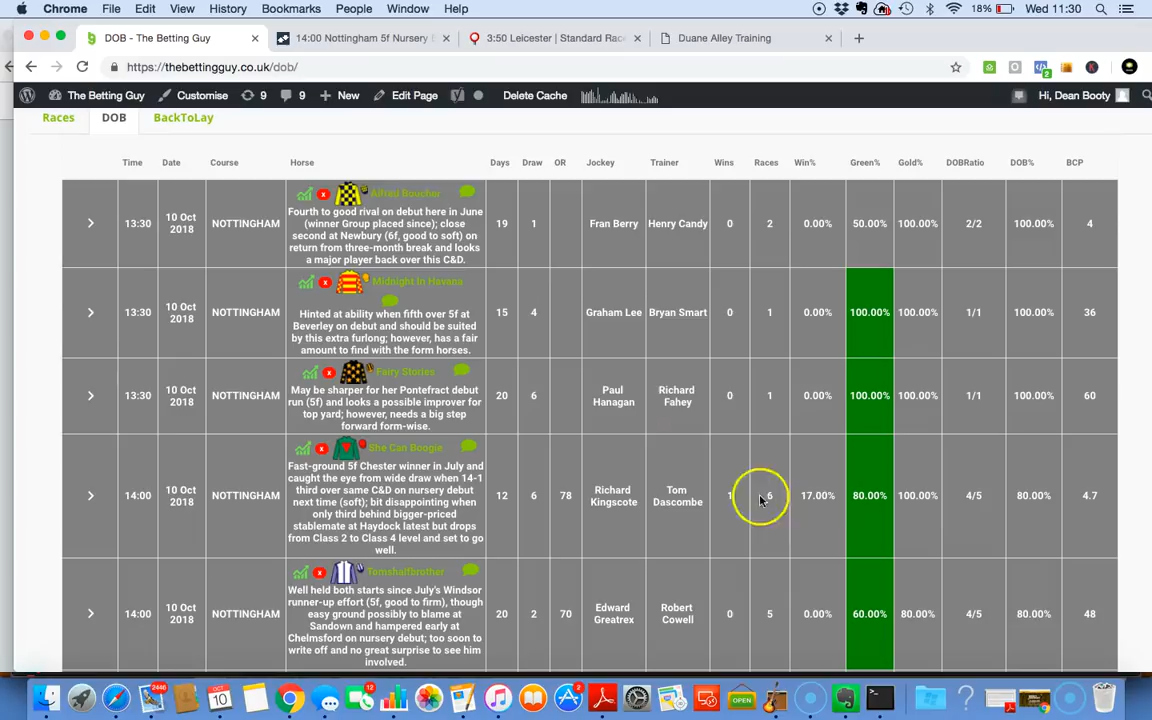 Chrome File Edit View History Bookmarks People Window Help 18% Wed 11:30
DOB - The Betting Guy 14:00 Nottingham 5f Nursery 3:50 Leicester | Standard Rac Duane Alley Training
https://thebettingguy.co.uk/dob/
The Betting Guy Customise 9 9 New Edit Page Delete Cache Hi, Dean Booty
Races DOB BackToLay
Time Date Course Horse Days Draw OR Jockey Trainer Wins Races Win% Green% Gold% DOBRatio DOB% BCP
Alfred Boucher
Fourth to good rival on debut here in June
(winner Group placed since); close
second at Newbury (6f, good to soft) on
return from three-month break and looks
a major player back over this C&D.
13:30 10 Oct 2018 NOTTINGHAM 19 1 Fran Berry Henry Candy 0 2 0.00% 50.00% 100.00% 2/2 100.00% 4
Midnight In Havana
Hinted at ability when fifth over 5f at
Beverley on debut and should be suited
by this extra furlong; however, has a fair
amount to find with the form horses.
13:30 10 Oct 2018 NOTTINGHAM 15 4 Graham Lee Bryan Smart 0 1 0.00% 100.00% 100.00% 1/1 100.00% 36
Fairy Stories
May be sharper for her Pontefract debut
run (5f) and looks a possible improver for
top yard; however, needs a big step
forward form-wise.
13:30 10 Oct 2018 NOTTINGHAM 20 6 Paul Hanagan Richard Fahey 0 1 0.00% 100.00% 100.00% 1/1 100.00% 60
She Can Boogie
Fast-ground 5f Chester winner in July and
caught the eye from wide draw when 14-1
third over same C&D on nursery debut
next time (soft); bit disappointing when
only third behind bigger-priced
stablemate at Haydock latest but drops
from Class 2 to Class 4 level and set to go
well.
14:00 10 Oct 2018 NOTTINGHAM 12 6 78 Richard Kingscote Tom Dascombe 1 6 17.00% 80.00% 100.00% 4/5 80.00% 4.7
Tomshalfbrother
Well held both starts since July's Windsor
runner-up effort (5f, good to firm), though
easy ground possibly to blame at
Sandown and hampered early at
Chelmsford on nursery debut; too soon to
write off and no great surprise to see him
involved.
14:00 10 Oct 2018 NOTTINGHAM 20 2 70 Edward Greatrex Robert Cowell 0 5 0.00% 60.00% 80.00% 4/5 80.00% 48
OPEN